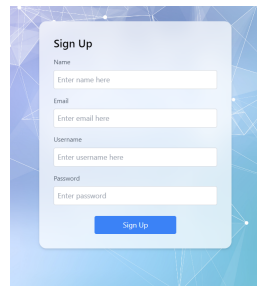 Sign Up
Name
Enter name here
Email
Enter email here
Username
Enter username here
Password
Enter password
Sign Up